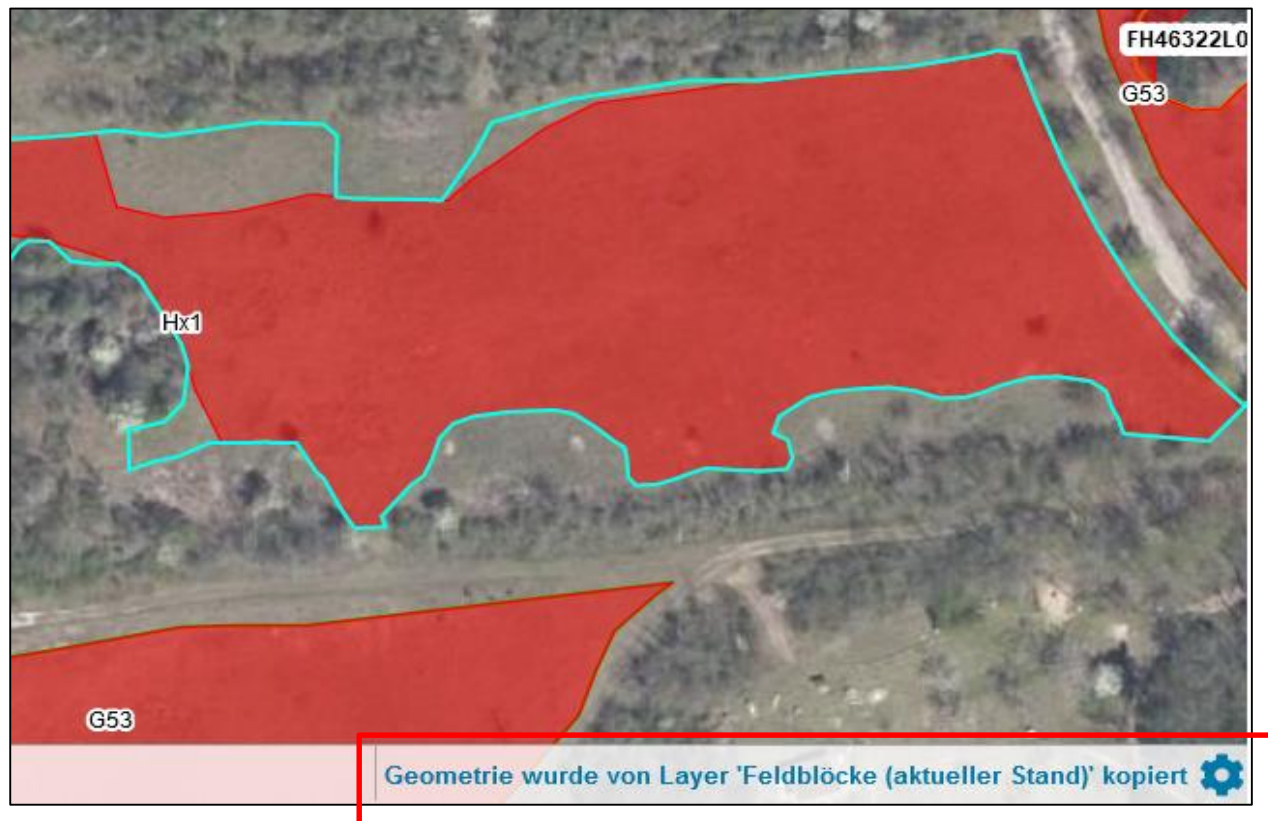 FH46322L0
G53
Hx1
G53
Geometrie wurde von Layer 'Feldblöcke (aktueller Stand)' kopiert